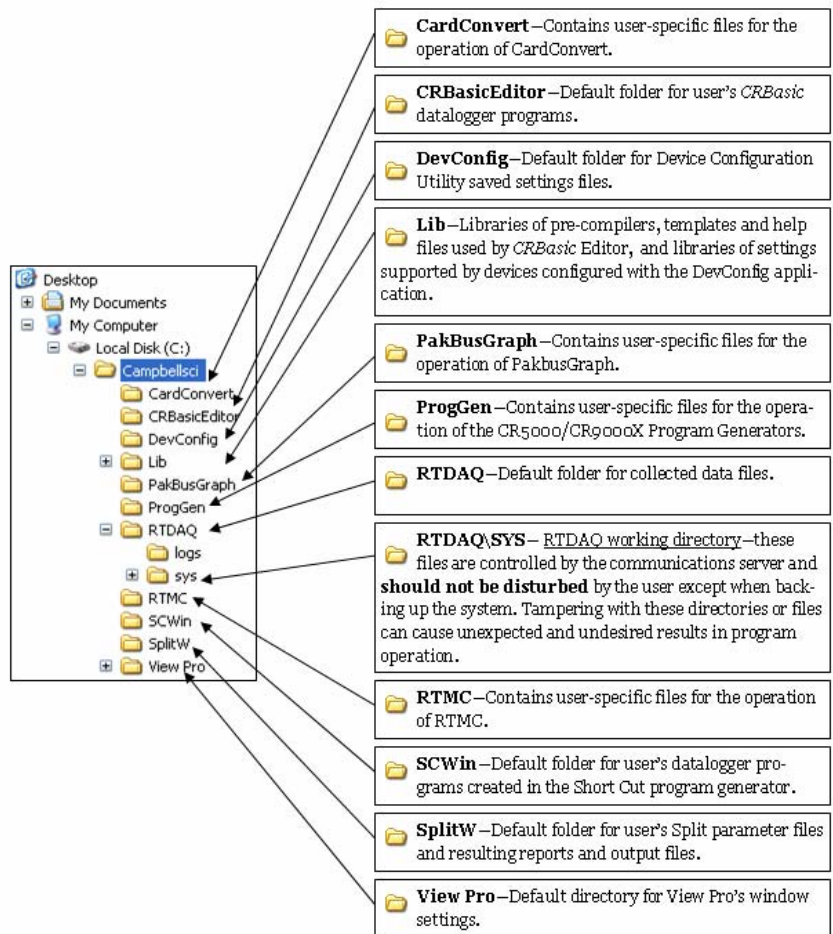 CardConvert—Contains user-specific files for the
operation of CardConvert.
CRBasicEditor—Default folder for user's CRBasic
datalogger programs.
DevConfig—Default folder for Device Configuration
Utility saved settings files.
Lib—Libraries of pre-compilers, templates and help
files used by CRBasic Editor, and libraries of settings
supported by devices configured with the DevConfig appli-
cation.
PakBusGraph—Contains user-specific files for the
operation of PakbusGraph.
ProgGen—Contains user-specific files for the opera-
tion of the CR5000/CR9000X Program Generators.
RTDAQ—Default folder for collected data files.
RTDAQ\SYS— RTDAQ working directory—these
files are controlled by the communications server and
should not be disturbed by the user except when back-
ing up the system. Tampering with these directories or files
can cause unexpected and undesired results in program
operation.
RTMC—Contains user-specific files for the operation
of RTMC.
SCWin—Default folder for user's datalogger pro-
grams created in the Short Cut program generator.
SplitW—Default folder for user's Split parameter files
and resulting reports and output files.
View Pro—Default directory for View Pro's window
settings.
Desktop
My Documents
My Computer
Local Disk (C:)
Campbellsci
CardConvert
CRBasicEditor
DevConfig
Lib
PakBusGraph
ProgGen
RTDAQ
logs
sys
RTMC
SCWin
SplitW
View Pro